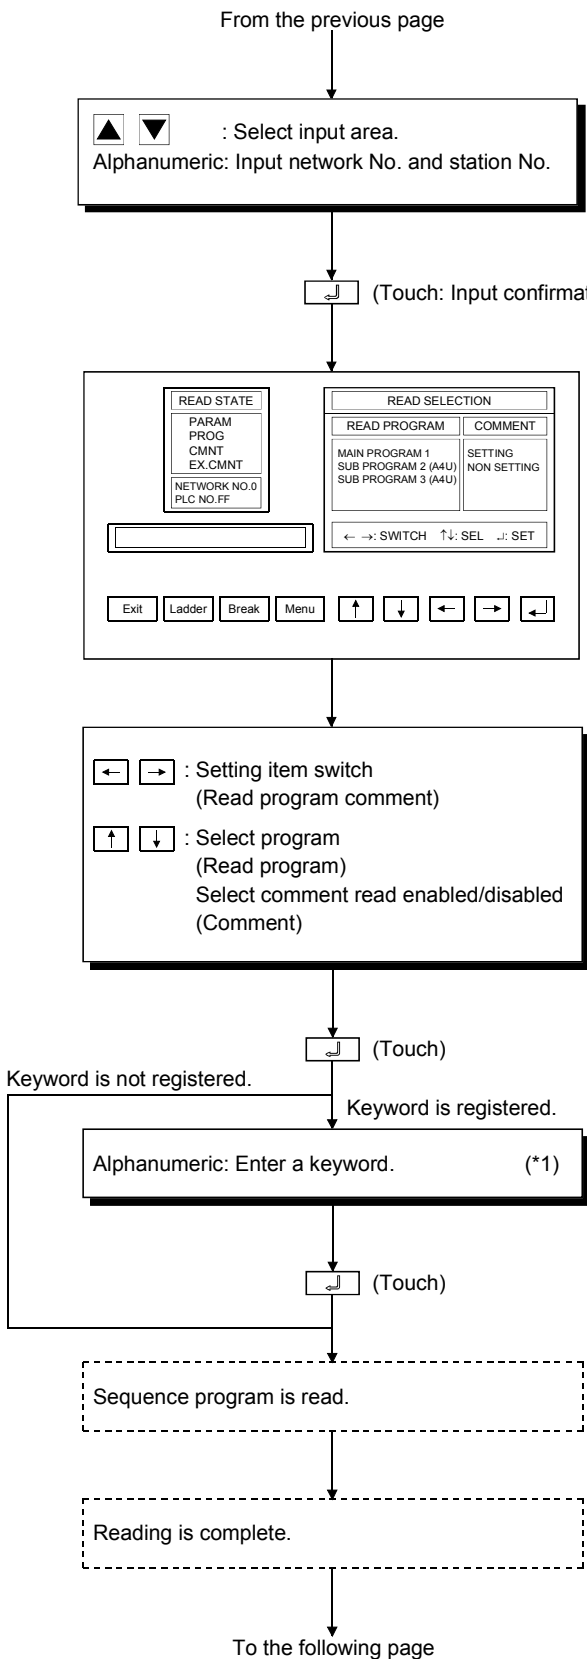 From the previous page
▲ ▼ : Select input area.
Alphanumeric: Input network No. and station No.
(Touch: Input confirmat
READ STATE
PARAM
PROG
CMNT
EX.CMNT
NETWORK NO.0
PLC NO.FF
READ SELECTION
READ PROGRAM COMMENT
MAIN PROGRAM 1 SETTING
SUB PROGRAM 2 (A4U) NON SETTING
SUB PROGRAM 3 (A4U)
← →: SWITCH ↑↓: SEL ↵: SET
Exit Ladder Break Menu ↑ ↓ ← → ↵
← → : Setting item switch
(Read program comment)
↑ ↓ : Select program
(Read program)
Select comment read enabled/disabled
(Comment)
(Touch)
Keyword is not registered.
Keyword is registered.
Alphanumeric: Enter a keyword. (*1)
(Touch)
Sequence program is read.
Reading is complete.
To the following page